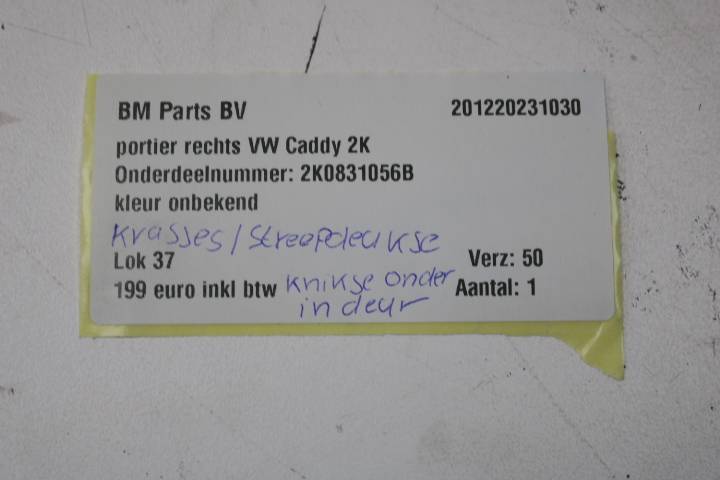 BM Parts BV 201220231030
portier rechts VW Caddy 2K
Onderdeelnummer: 2K0831056B
kleur onbekend
Krasses/streepdeukse
Lok 37 Verz: 50
199 euro inkl btw knikse onder Aantal: 1
in deur